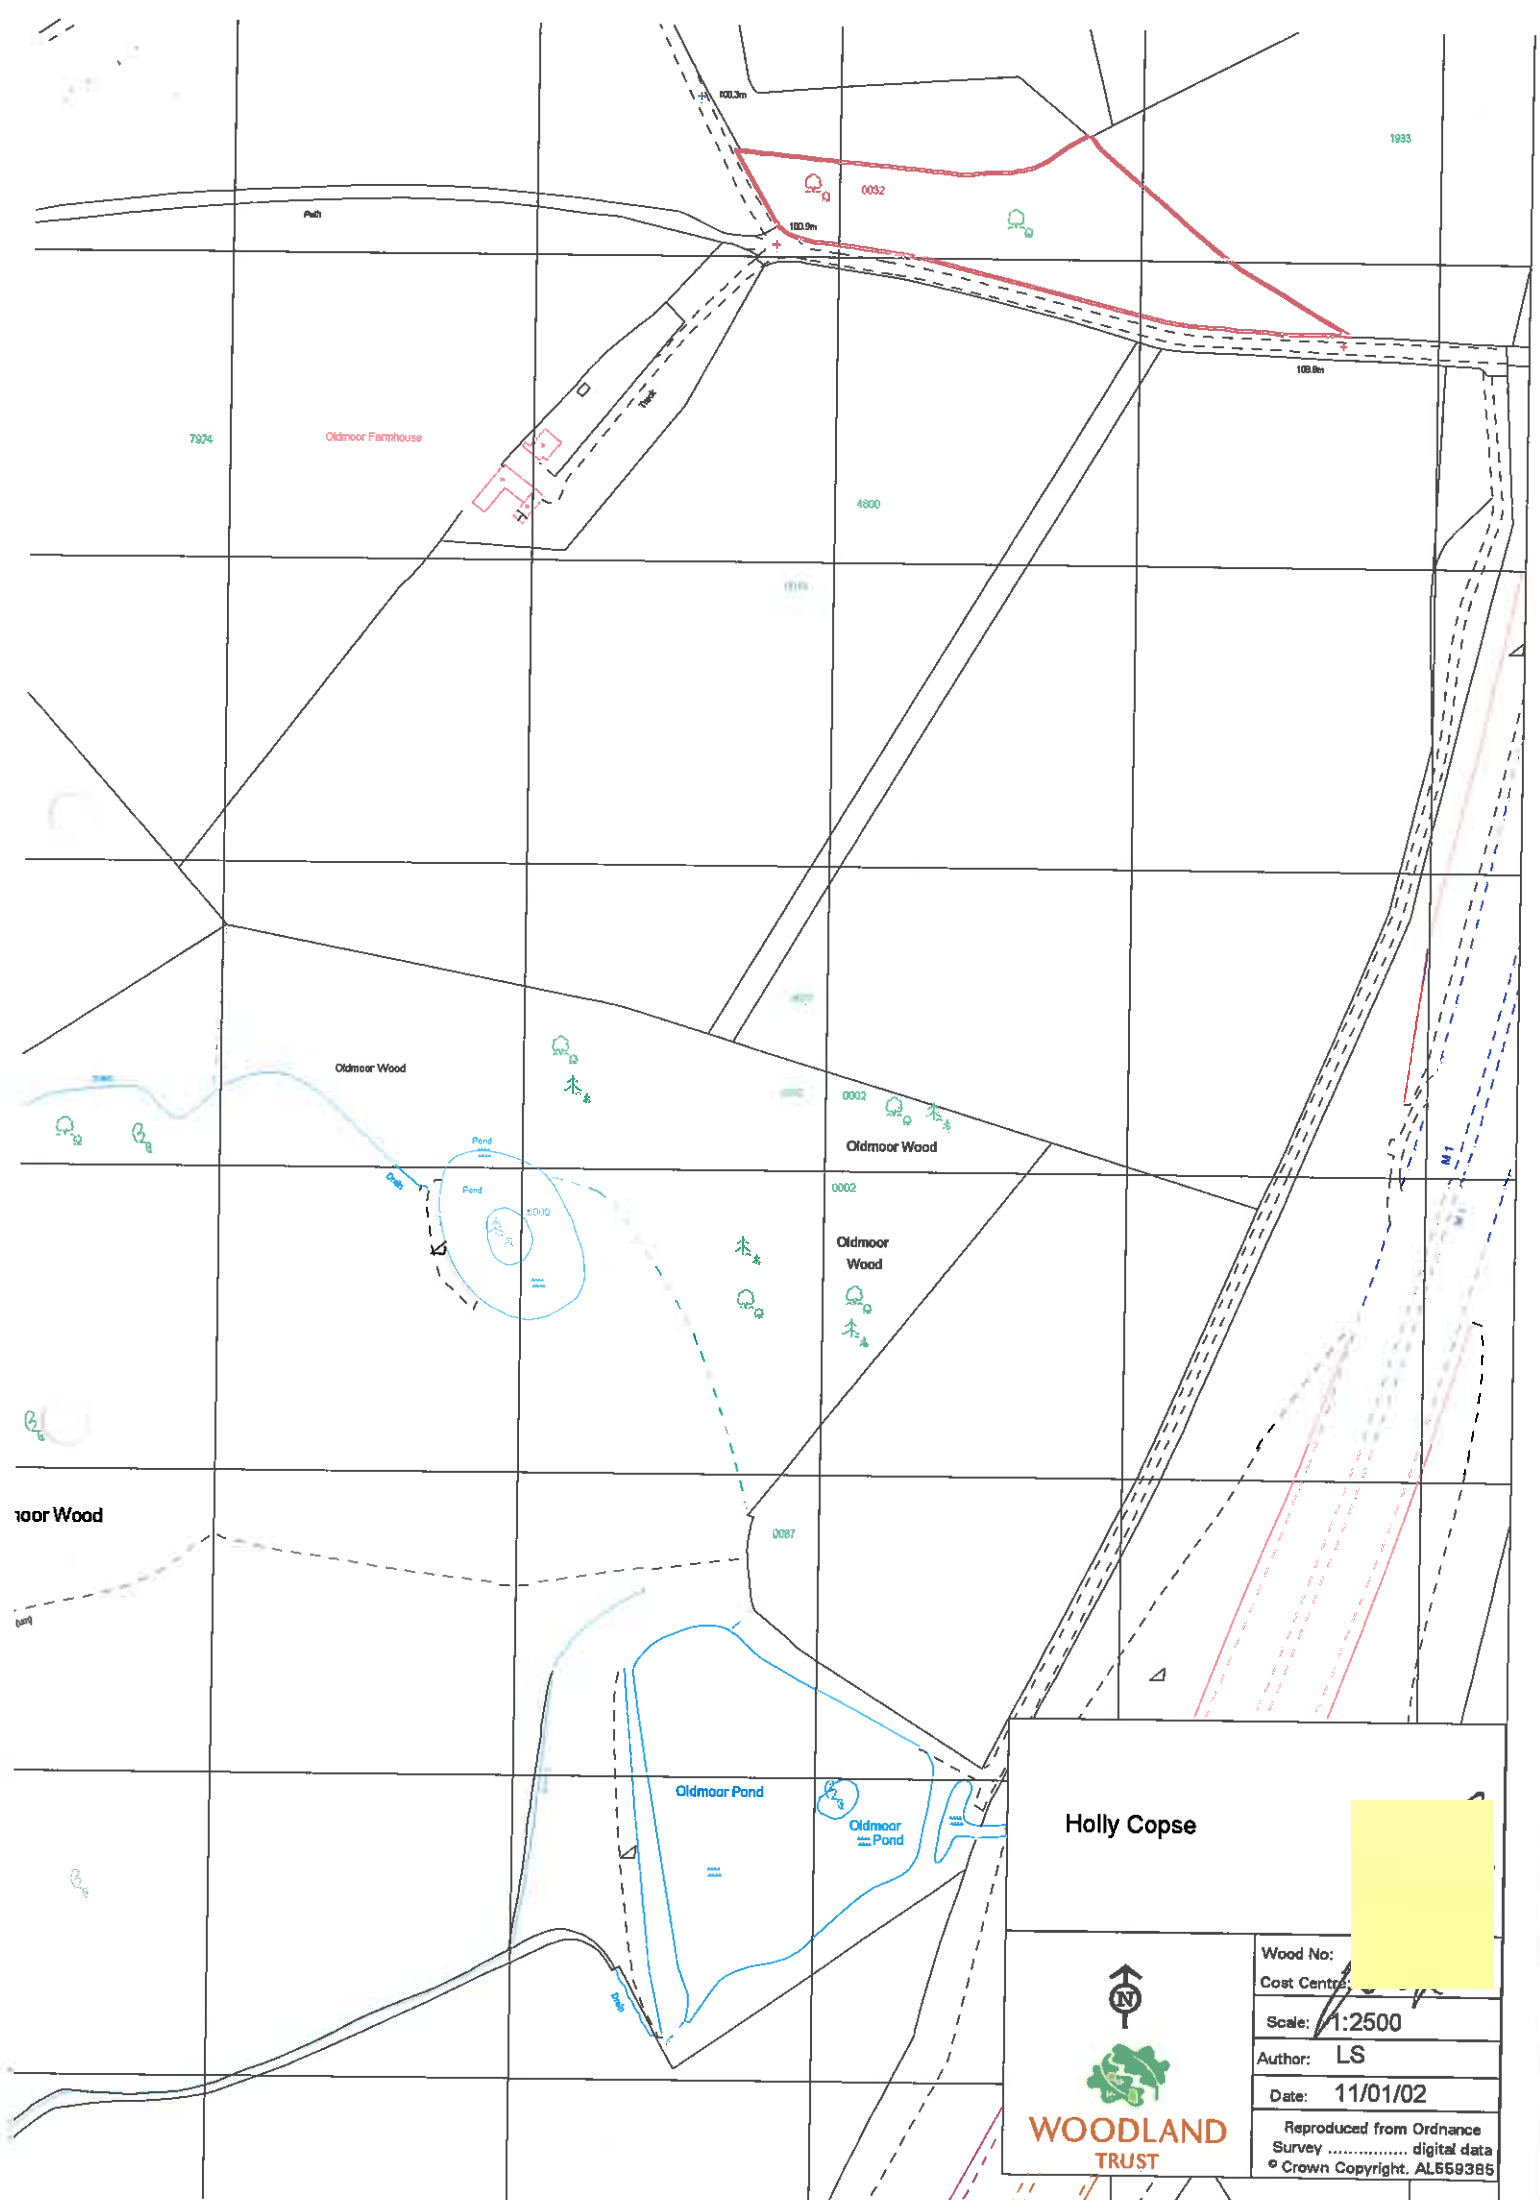 100.3m
1933
0032
Path
100.9m
108.8m
Track
7924
Oldmoor Farmhouse
4800
Oldmoor Wood
0002
Oldmoor Wood
Pond
Drain
Pond
0002
Oldmoor
Wood
M1
oor Wood
0087
Oldmoor Pond
Oldmoor
Pond
Drain
Holly Copse
N
WOODLAND
TRUST
Wood No:
Cost Centre:
Scale: 1:2500
Author: LS
Date: 11/01/02
Reproduced from Ordnance
Survey ................ digital data
© Crown Copyright. AL559385